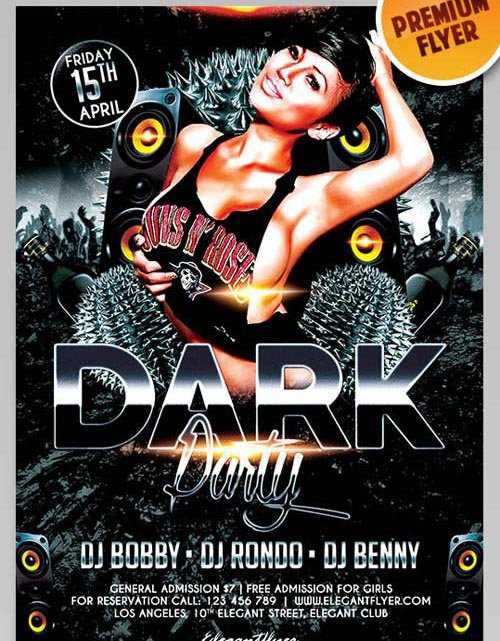 PREMIUM
FLYER
FRIDAY
15TH
APRIL
GUNS N' ROSES
DARK
Party
DJ BOBBY · DJ RONDO · DJ BENNY
GENERAL ADMISSION $7 | FREE ADMISSION FOR GIRLS
FOR RESERVATION CALL: 123 456 789 | WWW.ELEGANTFLYER.COM
LOS ANGELES, 10TH ELEGANT STREET, ELEGANT CLUB